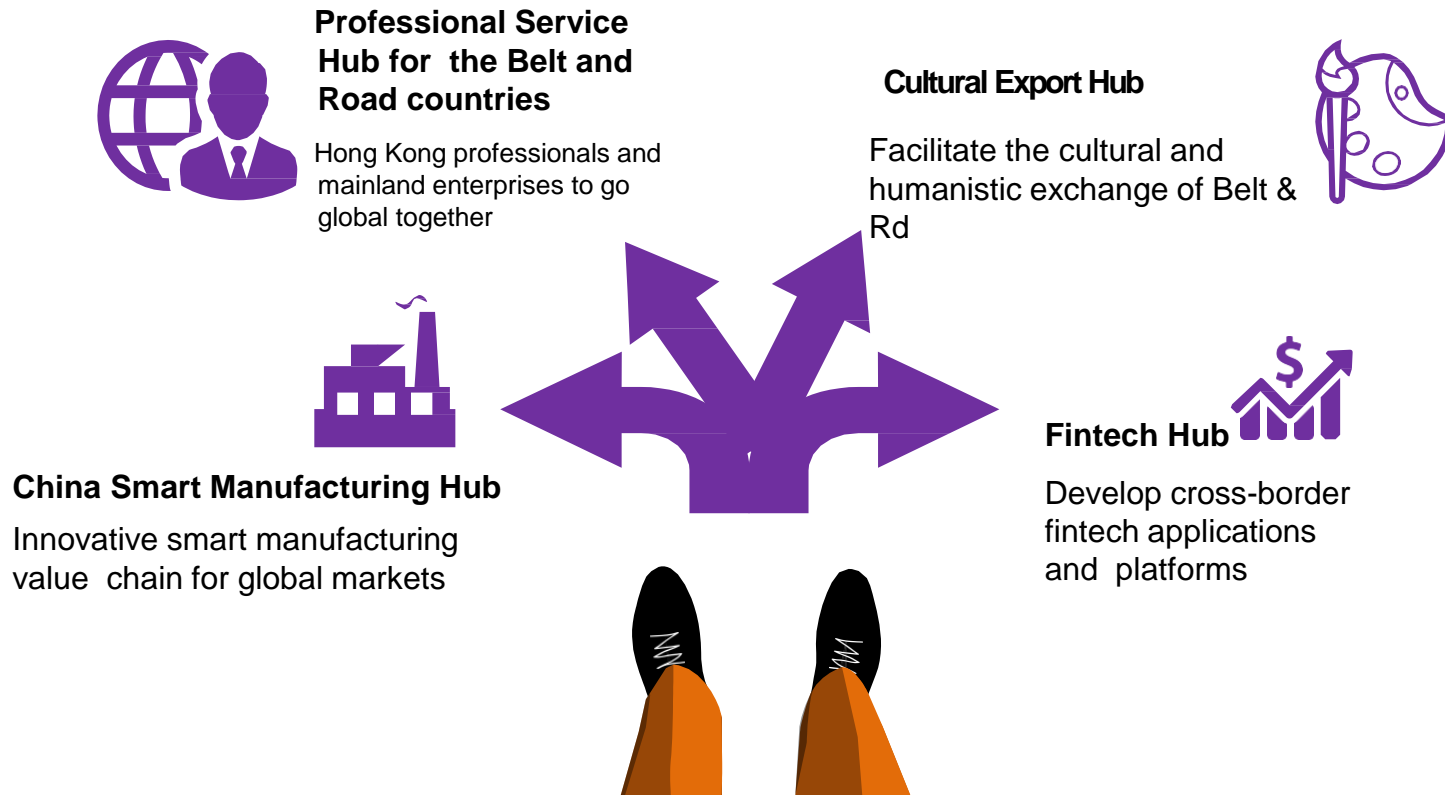 Professional Service
Hub for the Belt and
Road countries
Hong Kong professionals and
mainland enterprises to go
global together
Cultural Export Hub
Facilitate the cultural and
humanistic exchange of Belt &
Rd
China Smart Manufacturing Hub
Innovative smart manufacturing
value chain for global markets
$
Fintech Hub
Develop cross-border
fintech applications
and platforms